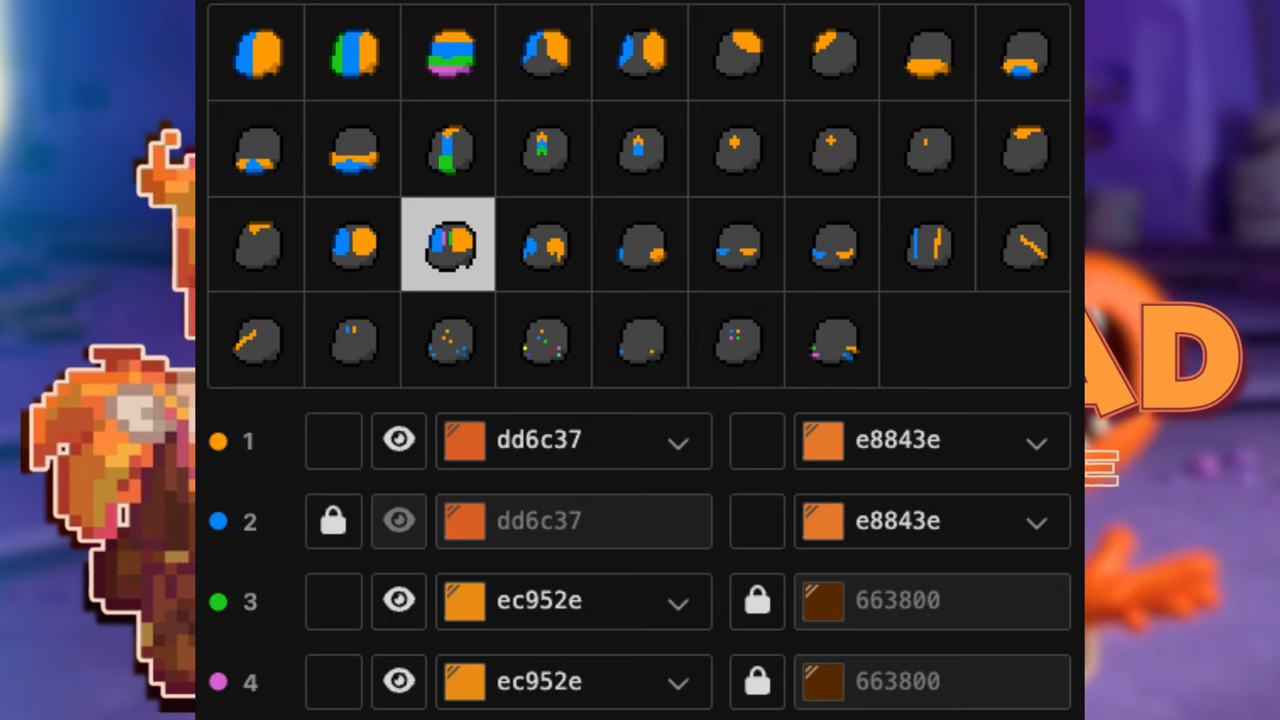 1 dd6c37 e8843e
AD
E
2 dd6c37 e8843e
3 ec952e 663800
4 ec952e 663800